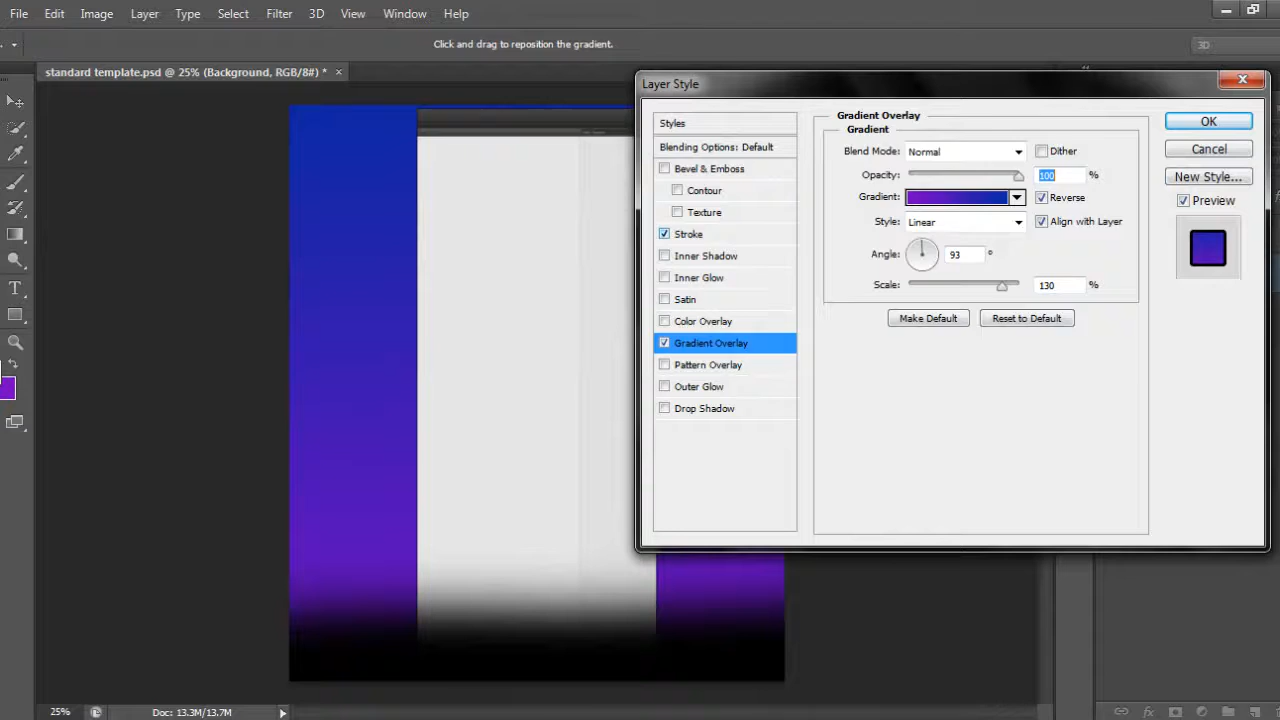 File Edit Image Layer Type Select Filter 3D View Window Help
Click and drag to reposition the gradient.
3D
standard template.psd @ 25% (Background, RGB/8#) *
Layer Style
Styles
Blending Options: Default
Bevel & Emboss
Contour
Texture
Stroke
Inner Shadow
Inner Glow
Satin
Color Overlay
Gradient Overlay
Pattern Overlay
Outer Glow
Drop Shadow
Gradient Overlay
Gradient
Blend Mode: Normal Dither
Opacity: 100 %
Gradient: Reverse
Style: Linear Align with Layer
Angle: 93 °
Scale: 130 %
Make Default Reset to Default
OK
Cancel
New Style...
Preview
25% Doc: 13.3M/13.7M
fx